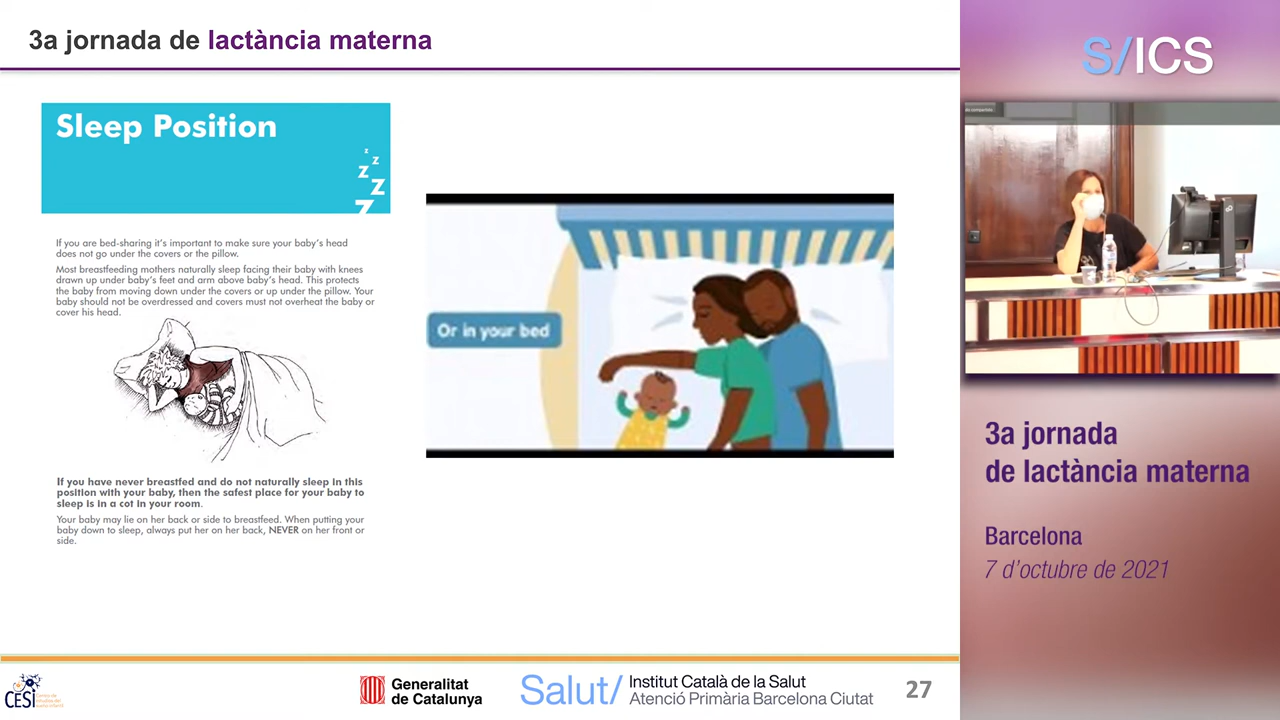 3a jornada de lactància materna
Sleep Position
z
z
z
z
z
If you are bed-sharing it's important to make sure your baby's head
does not go under the covers or the pillow.
Most breastfeeding mothers naturally sleep facing their baby with knees
drawn up under baby's feet and arm above baby's head. This protects
the baby from moving down under the covers or up under the pillow. Your
baby should not be overdressed and covers must not overheat the baby or
cover his head.
If you have never breastfed and do not naturally sleep in this
position with your baby, then the safest place for your baby to
sleep is in a cot in your room.
Your baby may lie on her back or side to breastfeed. When putting your
baby down to sleep, always put her on her back, NEVER on her front or
side.
Or in your bed
CESI
Generalitat
de Catalunya
Salut/
Institut Català de la Salut
Atenció Primària Barcelona Ciutat
27
S/ICS
3a jornada
de lactància materna
Barcelona
7 d'octubre de 2021